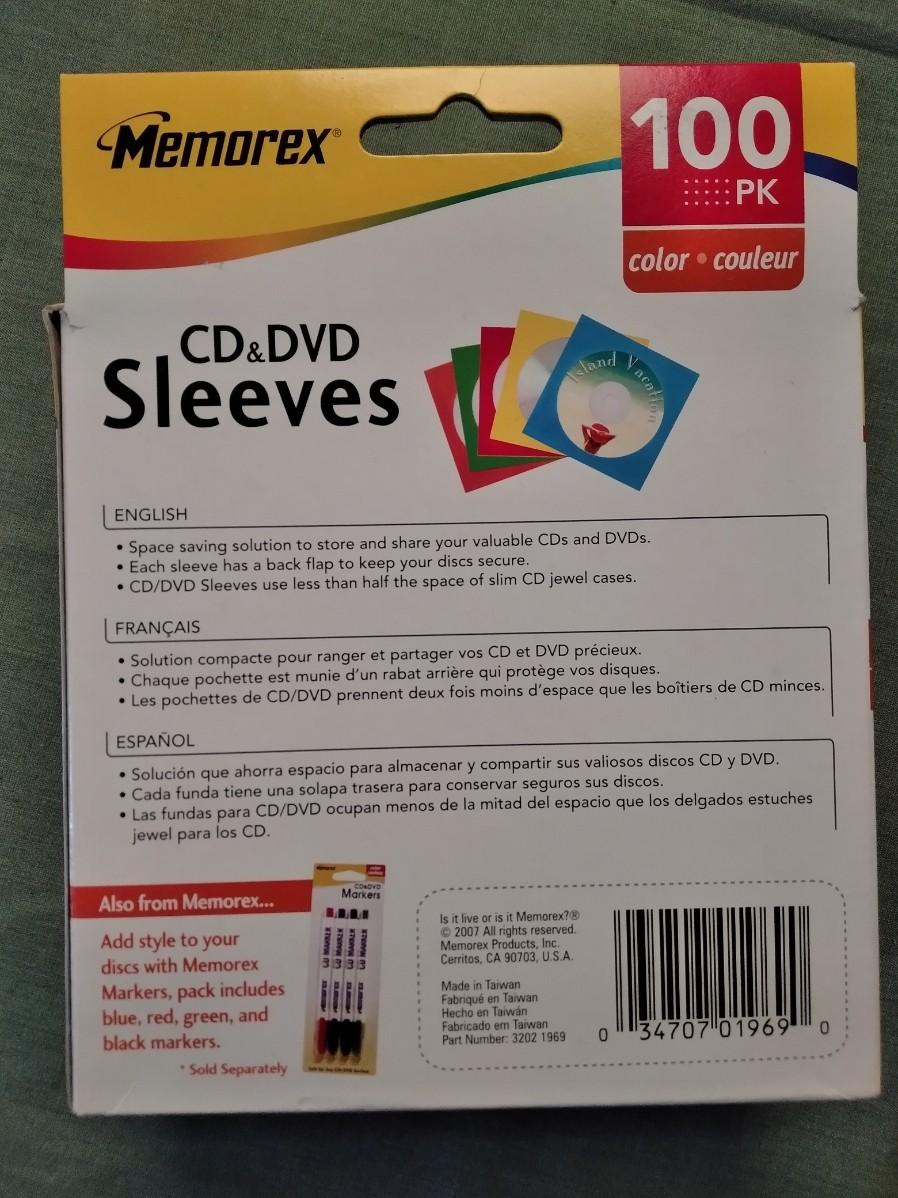 Memorex®
100
PK
color • couleur
CD&DVD
Sleeves
Island Vacation
ENGLISH
• Space saving solution to store and share your valuable CDs and DVDs.
• Each sleeve has a back flap to keep your discs secure.
• CD/DVD Sleeves use less than half the space of slim CD jewel cases.
FRANÇAIS
• Solution compacte pour ranger et partager vos CD et DVD précieux.
• Chaque pochette est munie d'un rabat arrière qui protège vos disques.
• Les pochettes de CD/DVD prennent deux fois moins d'espace que les boîtiers de CD minces.
ESPAÑOL
• Solución que ahorra espacio para almacenar y compartir sus valiosos discos CD y DVD.
• Cada funda tiene una solapa trasera para conservar seguros sus discos.
• Las fundas para CD/DVD ocupan menos de la mitad del espacio que los delgados estuches
jewel para los CD.
Also from Memorex...
Add style to your
discs with Memorex
Markers, pack includes
blue, red, green, and
black markers.
* Sold Separately
Memorex
CD&DVD
Markers
CD MARKER
CD MARKER
CD MARKER
CD MARKER
Is it live or is it Memorex?®
© 2007 All rights reserved.
Memorex Products, Inc.
Cerritos, CA 90703, U.S.A.
Made in Taiwan
Fabriqué en Taiwan
Hecho en Taiwán
Fabricado em Taiwan
Part Number: 3202 1969
0 34707 01969 0